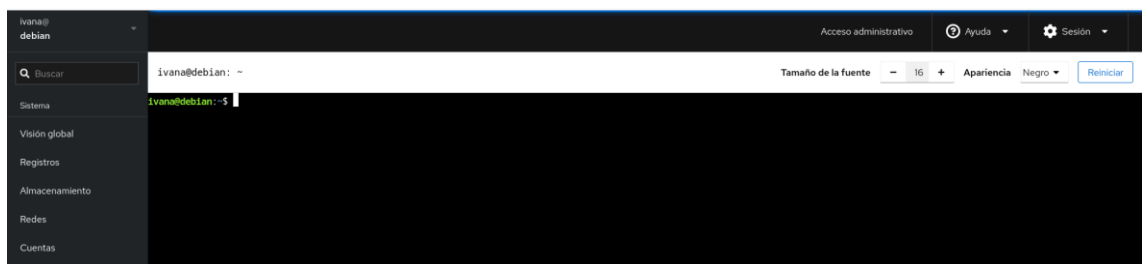 ivana@
debian
Acceso administrativo
Ayuda
Sesión
Buscar
ivana@debian: ~
Tamaño de la fuente − 16 + Apariencia Negro Reiniciar
Sistema
ivana@debian:~$
Visión global
Registros
Almacenamiento
Redes
Cuentas